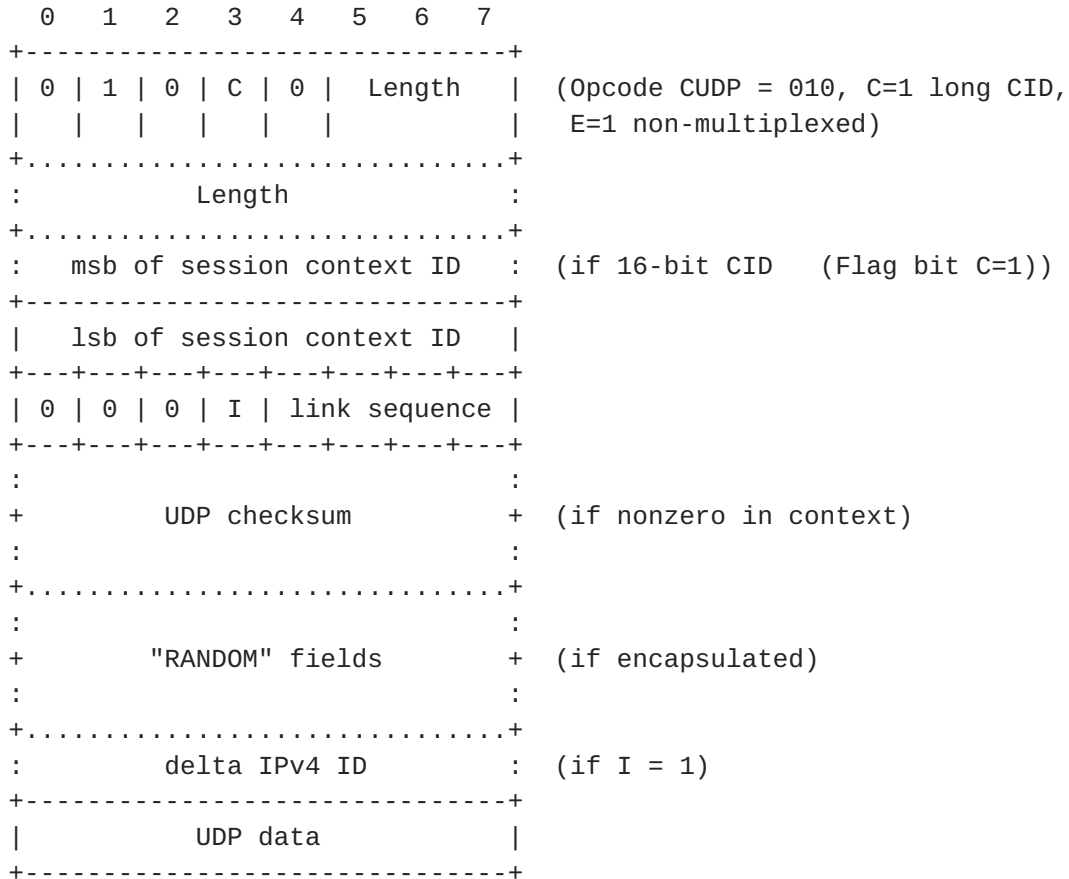 0   1   2   3   4   5   6   7
+-------------------------------+
| 0 | 1 | 0 | C | 0 |  Length   |  (Opcode CUDP = 010, C=1 long CID,
|   |   |   |   |   |           |   E=1 non-multiplexed)
+...............................+
:           Length              :
+...............................+
:   msb of session context ID   :  (if 16-bit CID   (Flag bit C=1))
+-------------------------------+
|   lsb of session context ID   |
+---+---+---+---+---+---+---+---+
| 0 | 0 | 0 | I | link sequence |
+---+---+---+---+---+---+---+---+
:                               :
+         UDP checksum          +  (if nonzero in context)
:                               :
+...............................+
:                               :
+        "RANDOM" fields        +  (if encapsulated)
:                               :
+...............................+
:         delta IPv4 ID         :  (if I = 1)
+-------------------------------+
|           UDP data            |
+-------------------------------+